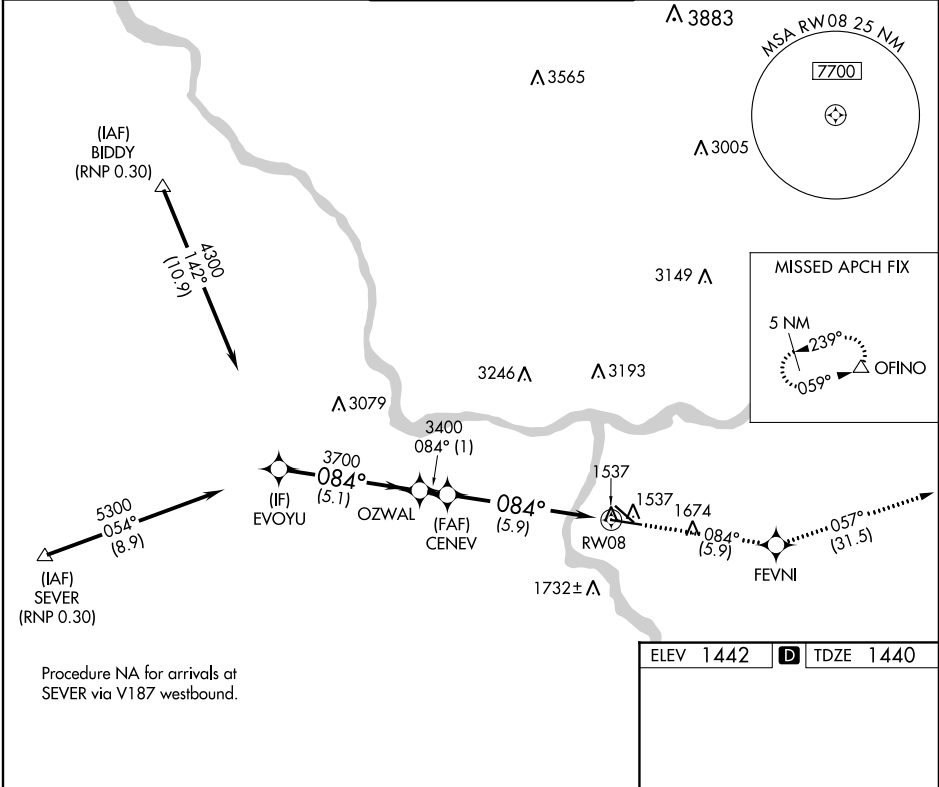 3883
MSA RW08 25 NM
7700
3565
3005
(IAF)
BIDDY
(RNP 0.30)
4300
142°
(10.9)
3149
MISSED APCH FIX
5 NM
239°
059°
OFINO
3246
3193
3079
3400
084° (1)
3700
084°
(5.1)
(IF)
EVOYU
OZWAL
(FAF)
CENEV
084°
(5.9)
1537
1537
1674
RW08
084°
(5.9)
FEVNI
057°
(31.5)
5300
054°
(8.9)
(IAF)
SEVER
(RNP 0.30)
1732±
Procedure NA for arrivals at
SEVER via V187 westbound.
ELEV 1442 D TDZE 1440